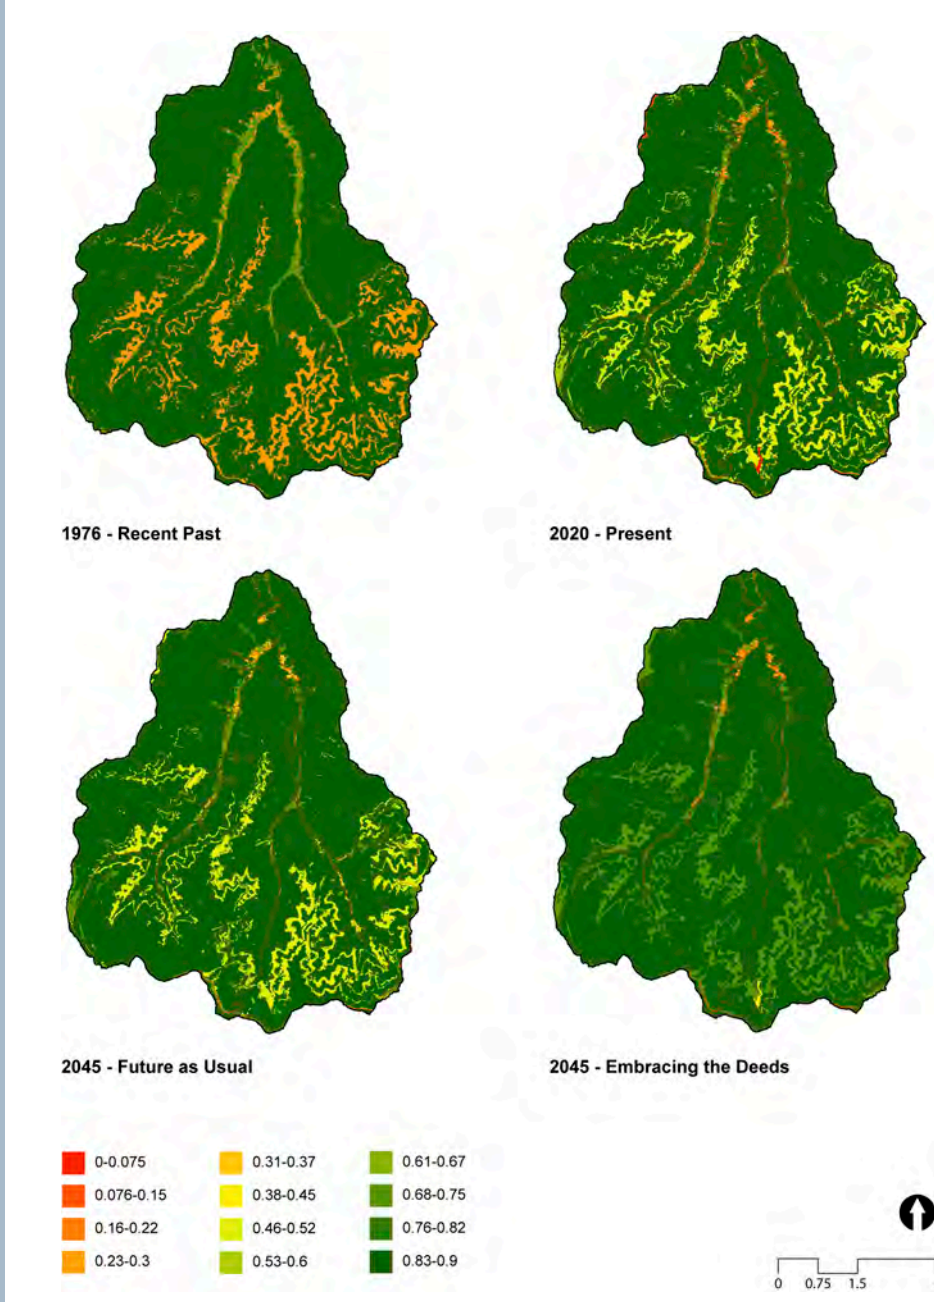 1976 - Recent Past
2020 - Present
2045 - Future as Usual
2045 - Embracing the Deeds
0-0.075
0.076-0.15
0.16-0.22
0.23-0.3
0.31-0.37
0.38-0.45
0.46-0.52
0.53-0.6
0.61-0.67
0.68-0.75
0.76-0.82
0.83-0.9
0 0.75 1.5